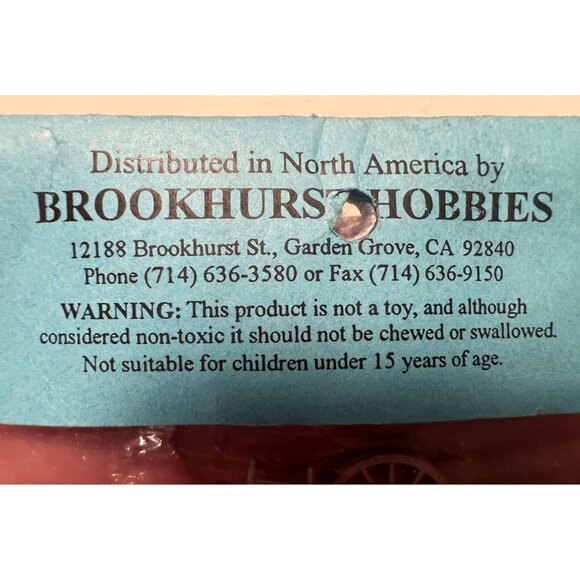 Distributed in North America by
BROOKHURST HOBBIES
12188 Brookhurst St., Garden Grove, CA 92840
Phone (714) 636-3580 or Fax (714) 636-9150
WARNING: This product is not a toy, and although
considered non-toxic it should not be chewed or swallowed.
Not suitable for children under 15 years of age.